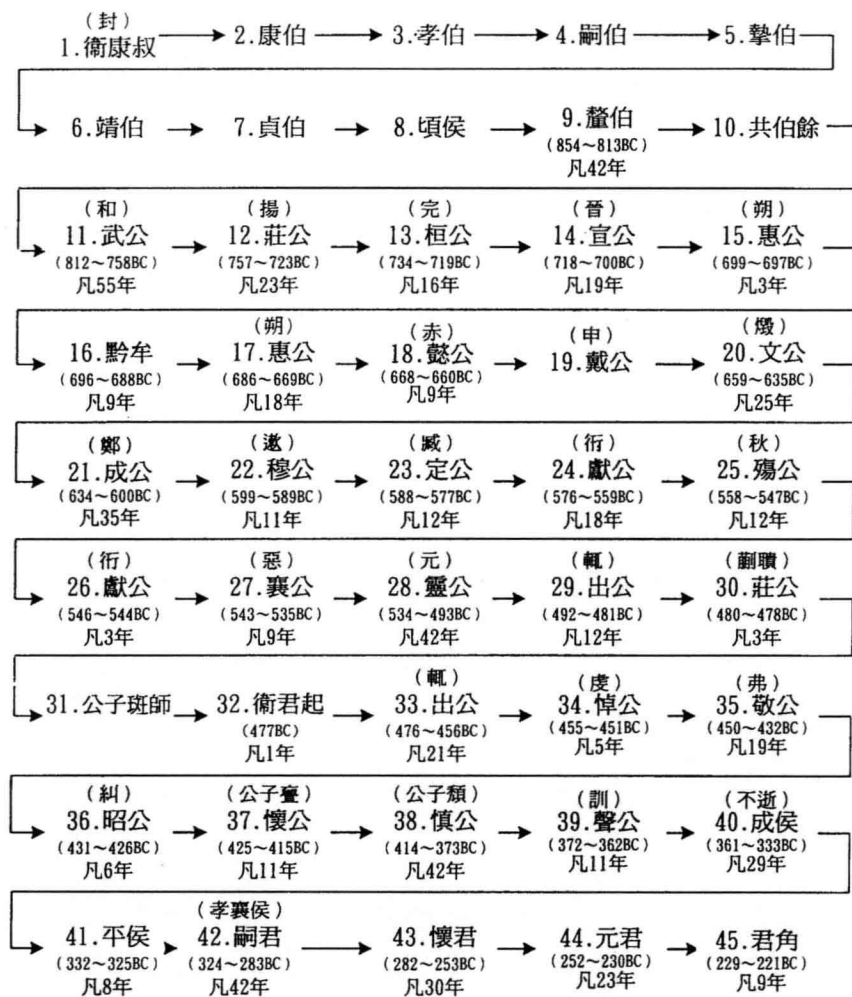 (封)
1.衛康叔 2.康伯 3.孝伯 4.嗣伯 5.摯伯
6.靖伯 7.貞伯 8.頃侯 9.釐伯 10.共伯餘
(854~813BC)
凡42年
(和) (揚) (完) (晉) (朔)
11.武公 12.莊公 13.桓公 14.宣公 15.惠公
(812~758BC) (757~723BC) (734~719BC) (718~700BC) (699~697BC)
凡55年 凡23年 凡16年 凡19年 凡3年
(朔) (赤) (申) (燬)
16.黔牟 17.惠公 18.懿公 19.戴公 20.文公
(696~688BC) (686~669BC) (668~660BC) (659~635BC)
凡9年 凡18年 凡9年 凡25年
(鄭) (遬) (臧) (衎) (秋)
21.成公 22.穆公 23.定公 24.獻公 25.殤公
(634~600BC) (599~589BC) (588~577BC) (576~559BC) (558~547BC)
凡35年 凡11年 凡12年 凡18年 凡12年
(衎) (惡) (元) (輒) (蒯聵)
26.獻公 27.襄公 28.靈公 29.出公 30.莊公
(546~544BC) (543~535BC) (534~493BC) (492~481BC) (480~478BC)
凡3年 凡9年 凡42年 凡12年 凡3年
(輒) (虔) (弗)
31.公子斑師 32.衛君起 33.出公 34.悼公 35.敬公
(477BC) (476~456BC) (455~451BC) (450~432BC)
凡1年 凡21年 凡5年 凡19年
(糾) (公子亹) (公子頹) (訓) (不逝)
36.昭公 37.懷公 38.慎公 39.聲公 40.成侯
(431~426BC) (425~415BC) (414~373BC) (372~362BC) (361~333BC)
凡6年 凡11年 凡42年 凡11年 凡29年
(孝襄侯)
41.平侯 42.嗣君 43.懷君 44.元君 45.君角
(332~325BC) (324~283BC) (282~253BC) (252~230BC) (229~221BC)
凡8年 凡42年 凡30年 凡23年 凡9年